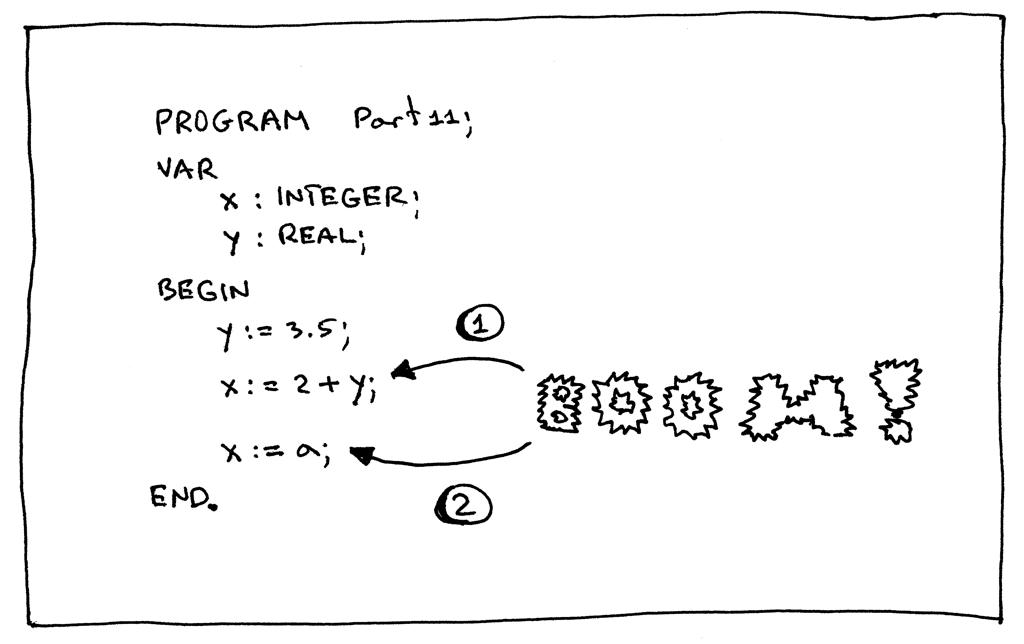 PROGRAM Part11;
VAR
x : INTEGER;
y : REAL;
BEGIN
y := 3.5;
x := 2 + y;
x := a;
END.
1
BOOM!
2